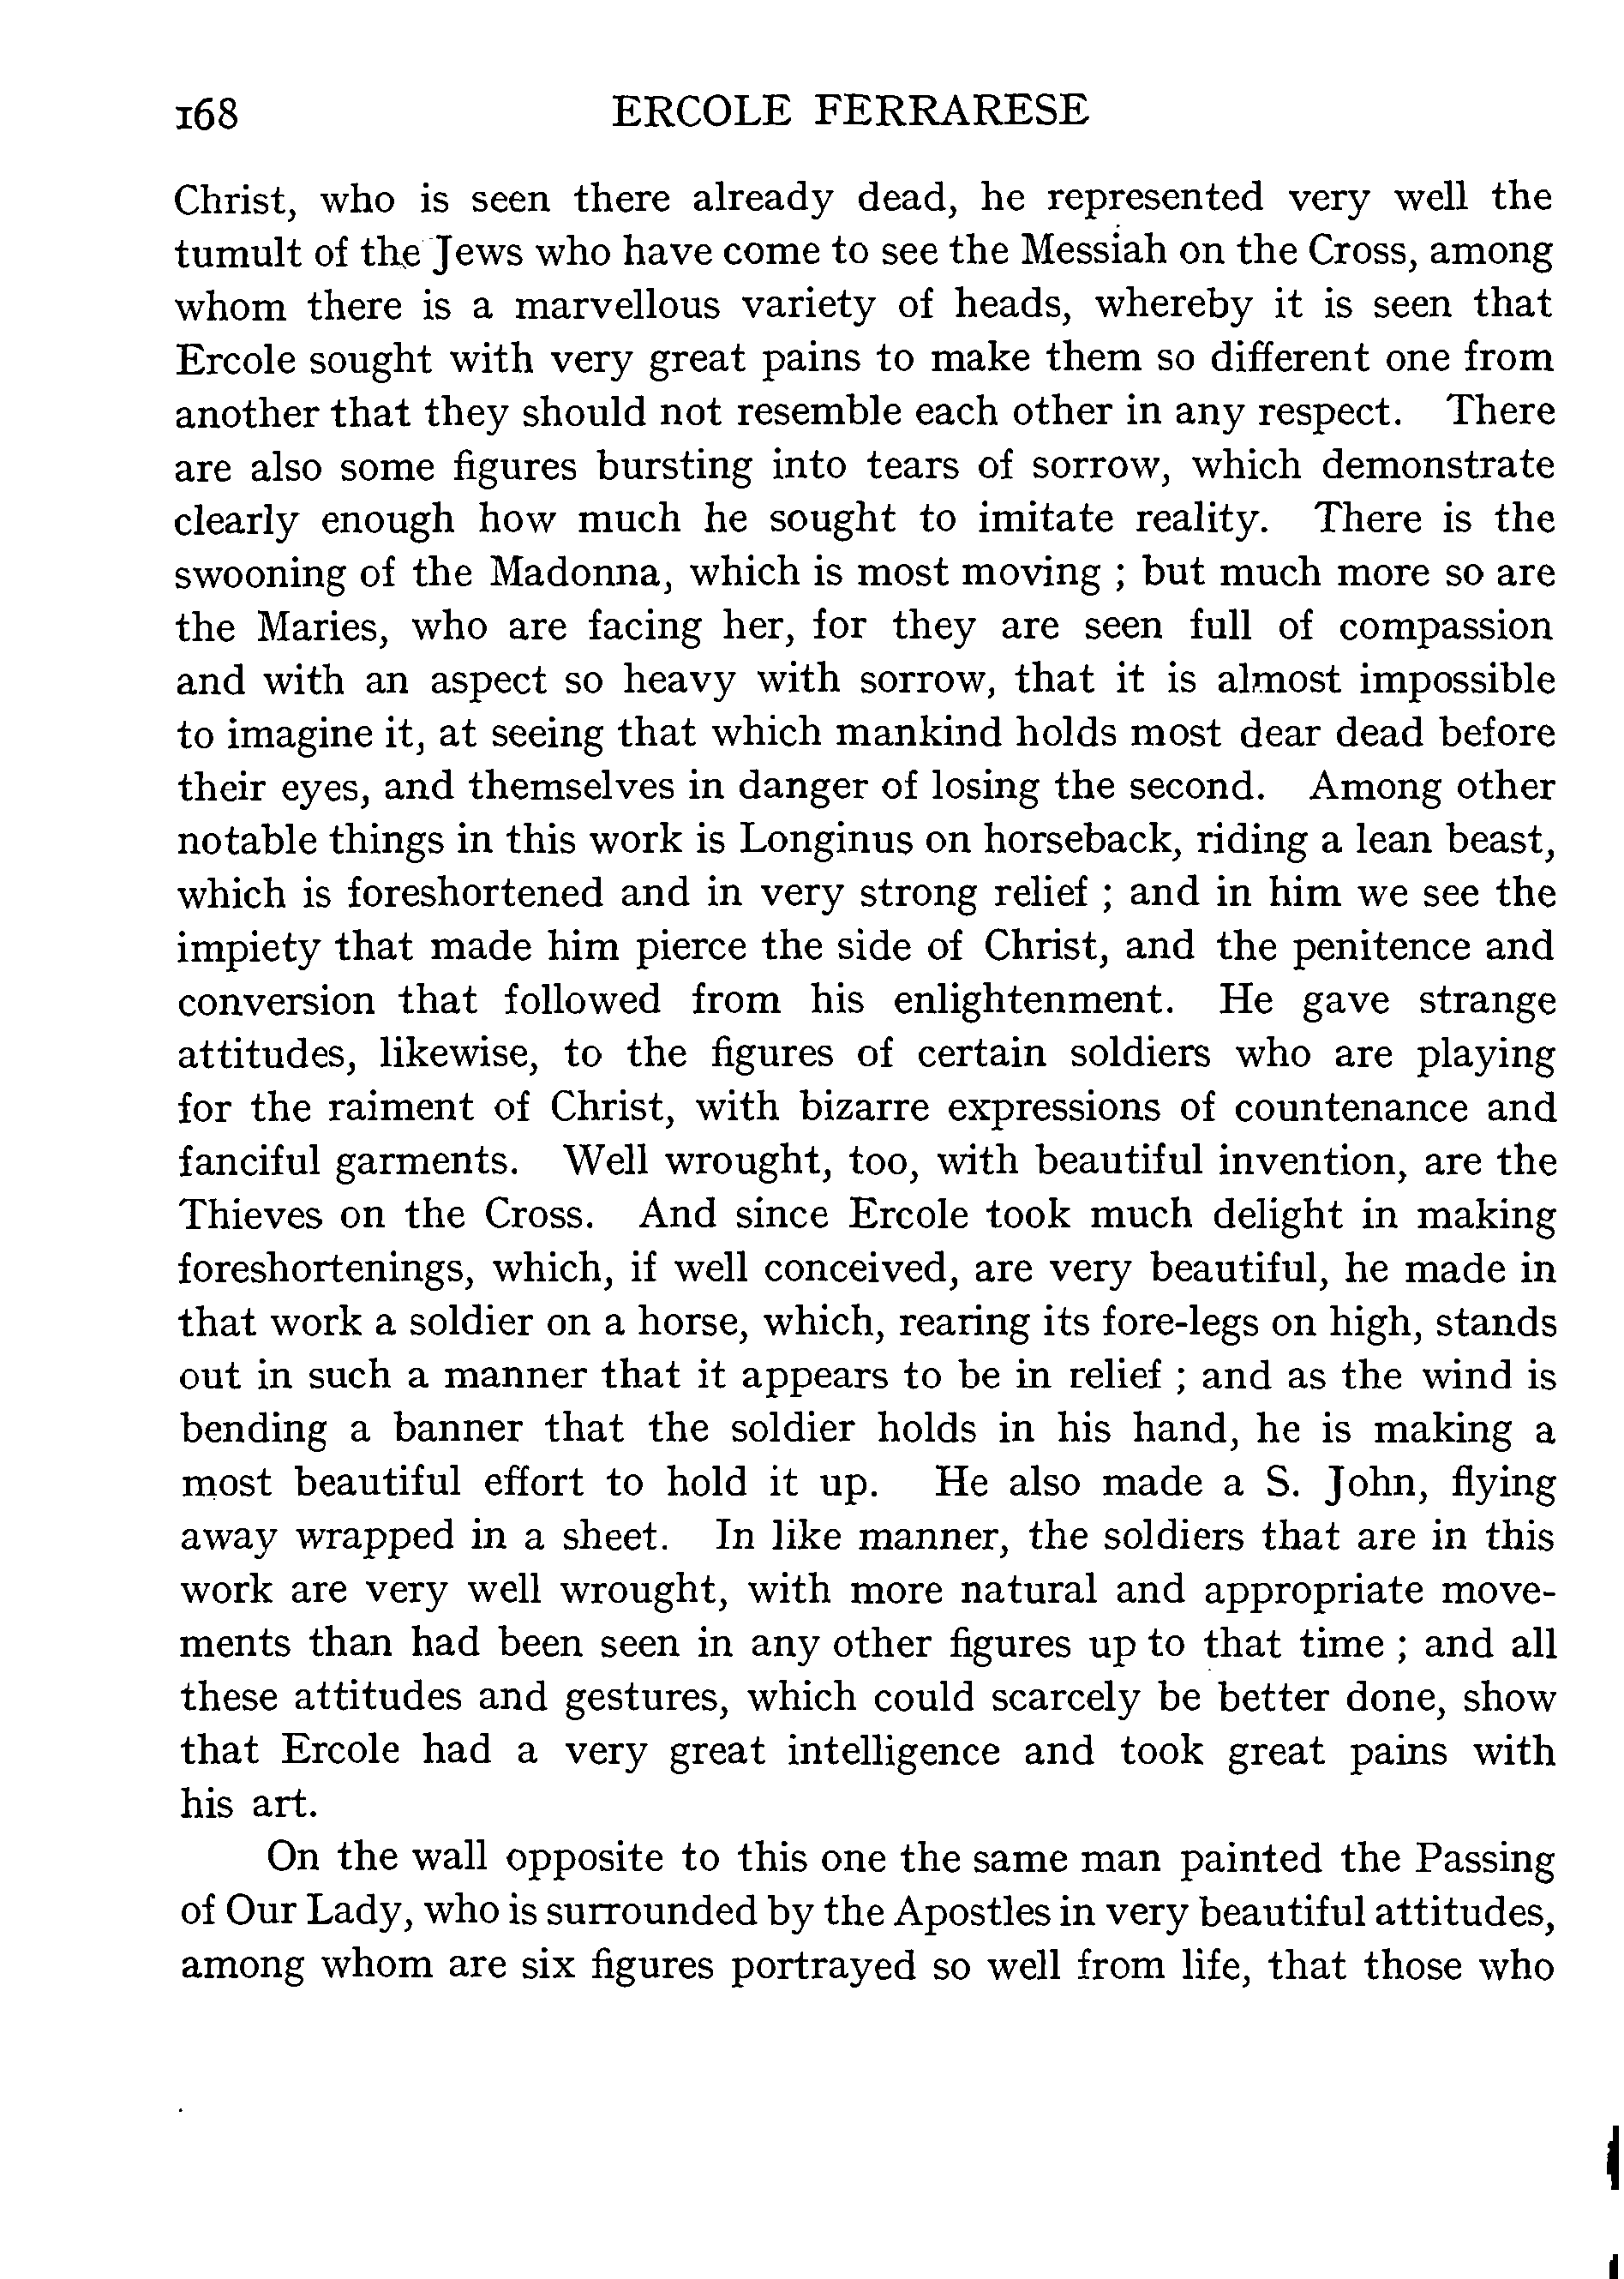 168 ERCOLE FERRARESE
Christ, who is seen there already dead, he represented very well the
tumult of the Jews who have come to see the Messiah on the Cross, among
whom there is a marvellous variety of heads, whereby it is seen that
Ercole sought with very great pains to make them so different one from
another that they should not resemble each other in any respect. There
are also some figures bursting into tears of sorrow, which demonstrate
clearly enough how much he sought to imitate reality. There is the
swooning of the Madonna, which is most moving ; but much more so are
the Maries, who are facing her, for they are seen full of compassion
and with an aspect so heavy with sorrow, that it is almost impossible
to imagine it, at seeing that which mankind holds most dear dead before
their eyes, and themselves in danger of losing the second. Among other
notable things in this work is Longinus on horseback, riding a lean beast,
which is foreshortened and in very strong relief ; and in him we see the
impiety that made him pierce the side of Christ, and the penitence and
conversion that followed from his enlightenment. He gave strange
attitudes, likewise, to the figures of certain soldiers who are playing
for the raiment of Christ, with bizarre expressions of countenance and
fanciful garments. Well wrought, too, with beautiful invention, are the
Thieves on the Cross. And since Ercole took much delight in making
foreshortenings, which, if well conceived, are very beautiful, he made in
that work a soldier on a horse, which, rearing its fore-legs on high, stands
out in such a manner that it appears to be in relief ; and as the wind is
bending a banner that the soldier holds in his hand, he is making a
most beautiful effort to hold it up. He also made a S. John, flying
away wrapped in a sheet. In like manner, the soldiers that are in this
work are very well wrought, with more natural and appropriate move-
ments than had been seen in any other figures up to that time ; and all
these attitudes and gestures, which could scarcely be better done, show
that Ercole had a very great intelligence and took great pains with
his art.
On the wall opposite to this one the same man painted the Passing
of Our Lady, who is surrounded by the Apostles in very beautiful attitudes,
among whom are six figures portrayed so well from life, that those who